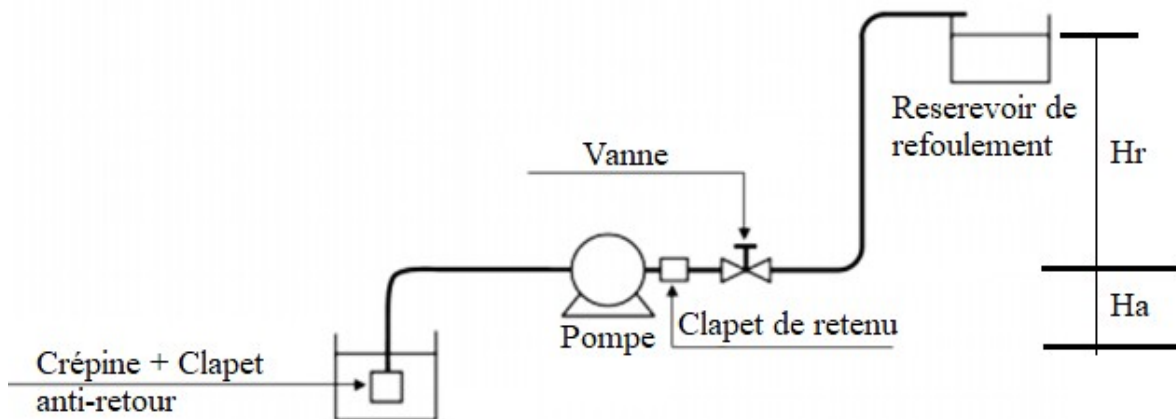 Reserevoir de
refoulement
Hr
Vanne
Ha
Pompe
Clapet de retenu
Crépine + Clapet
anti-retour